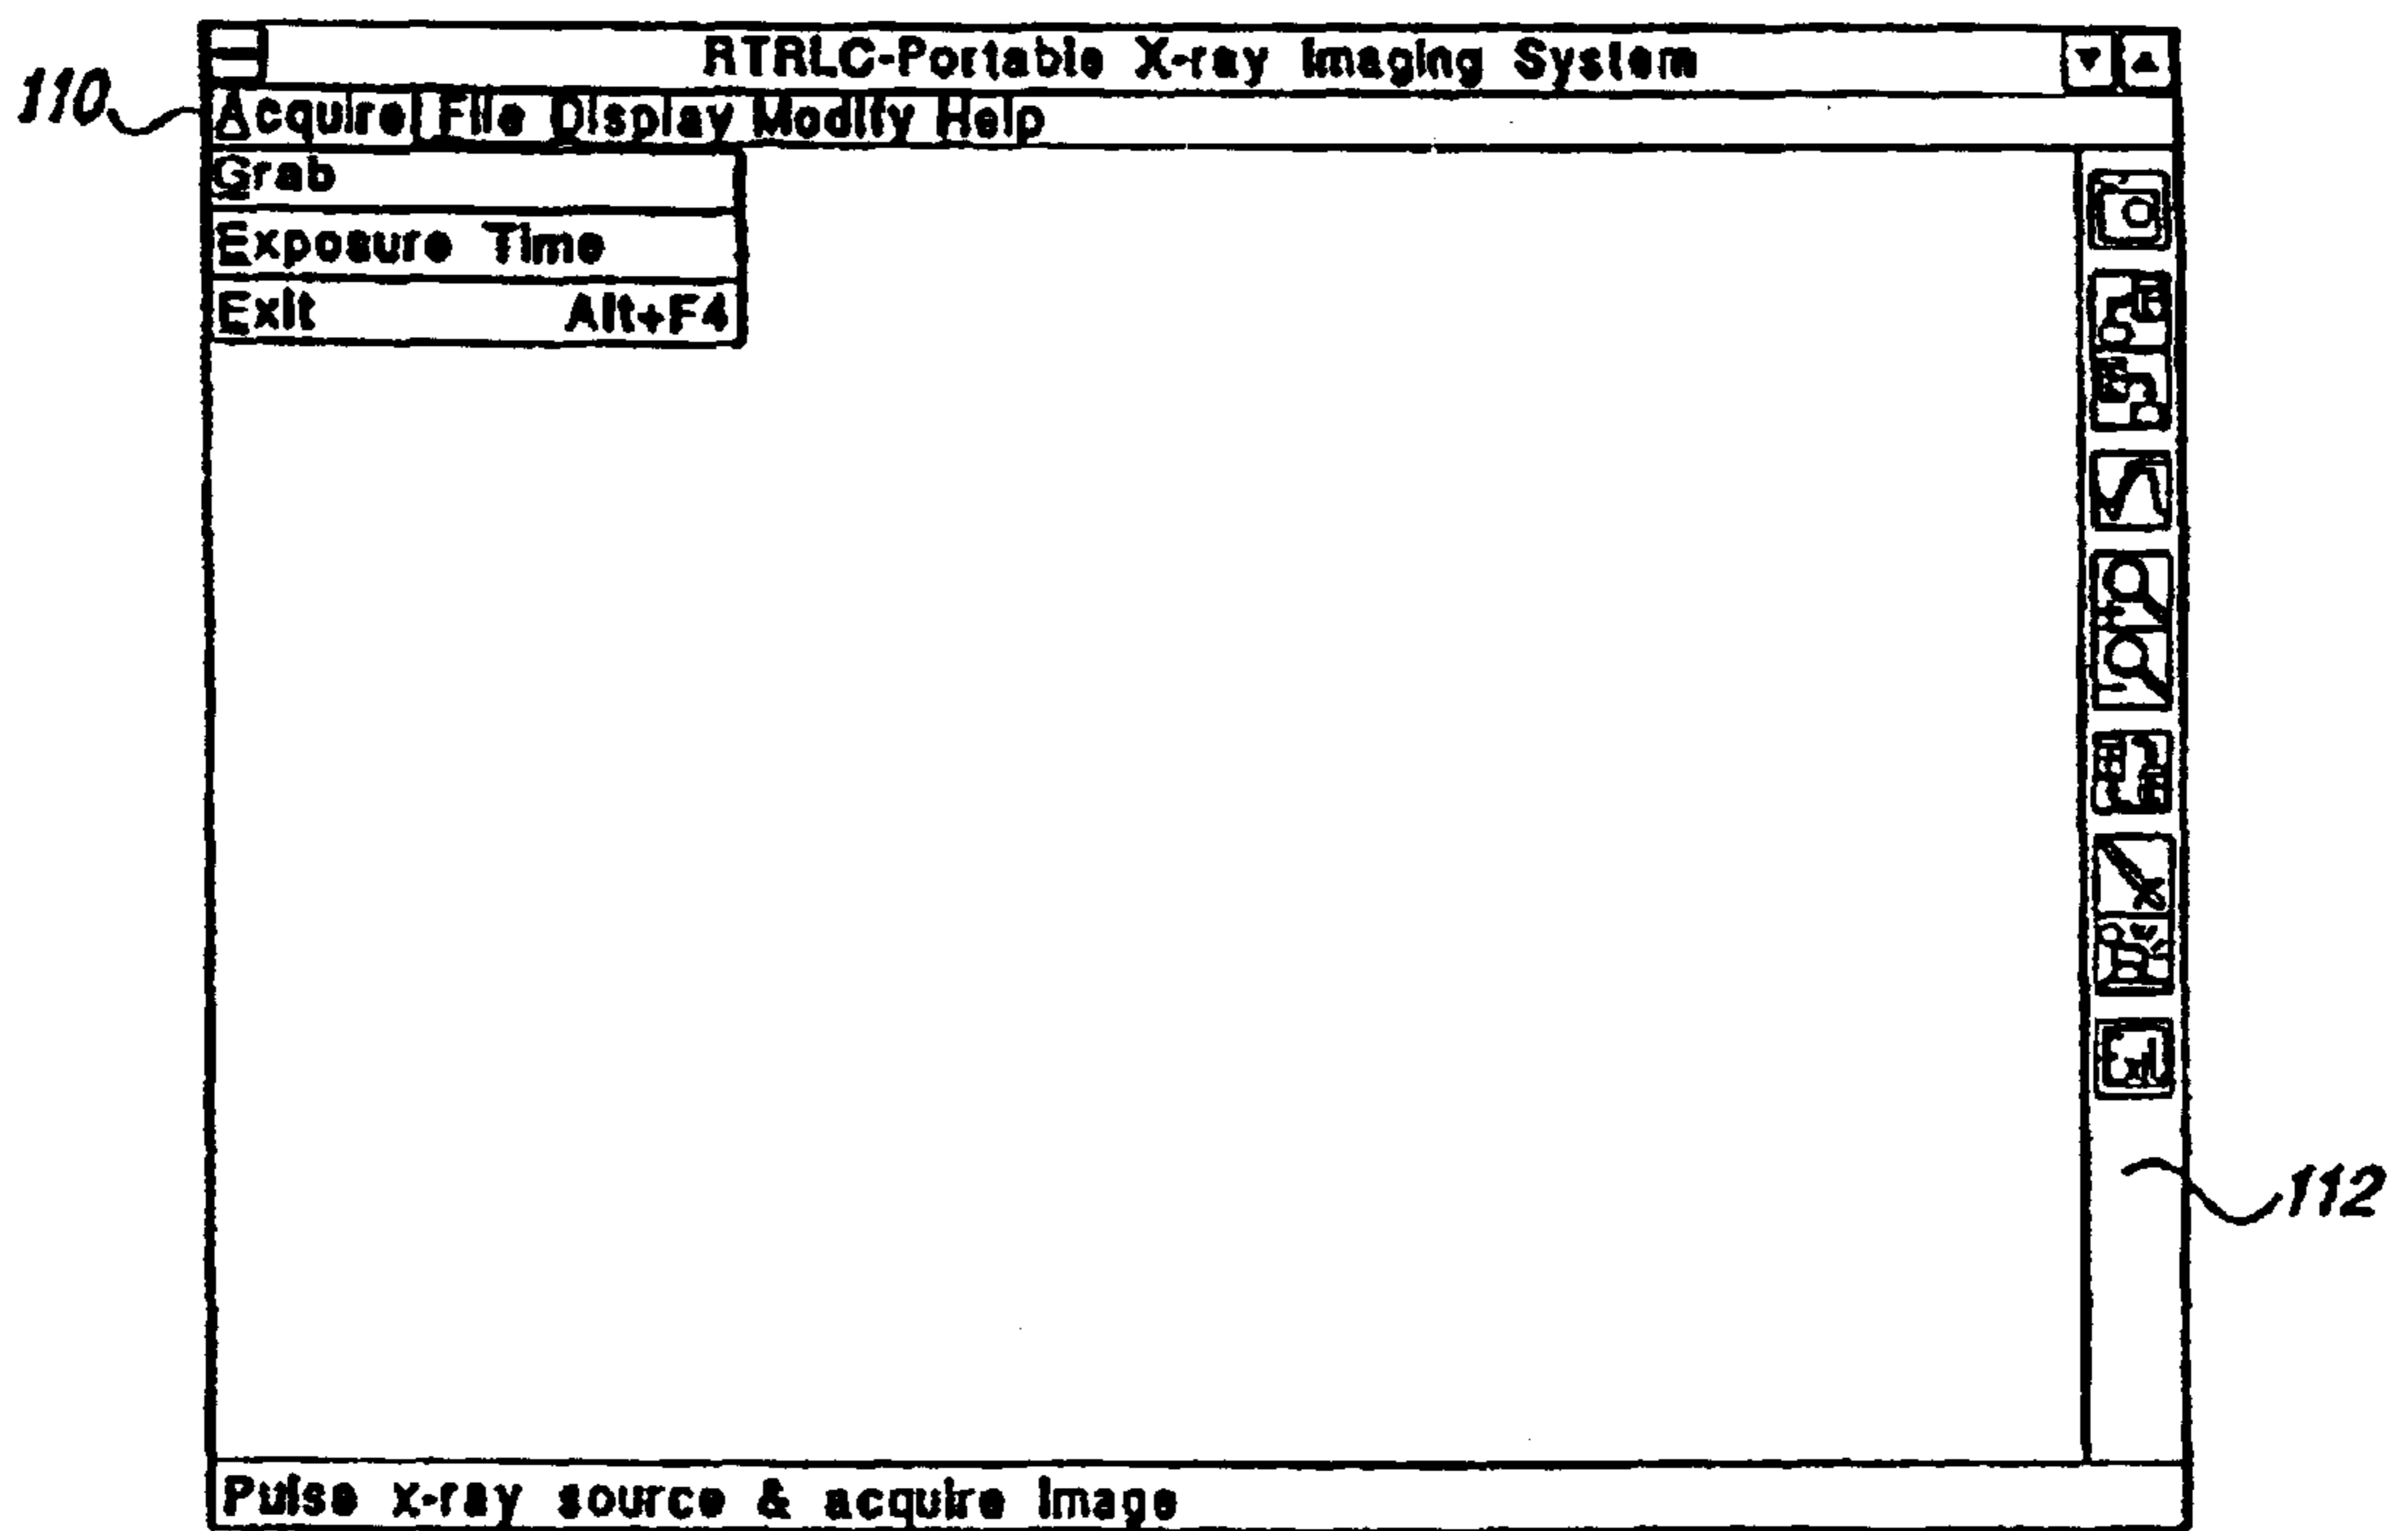 RTRLC-Portable X-ray Imaging System
110
Acquire File Display Modify Help
Grab
Exposure Time
Exit Alt+F4
112
Pulse x-ray source & acquire image